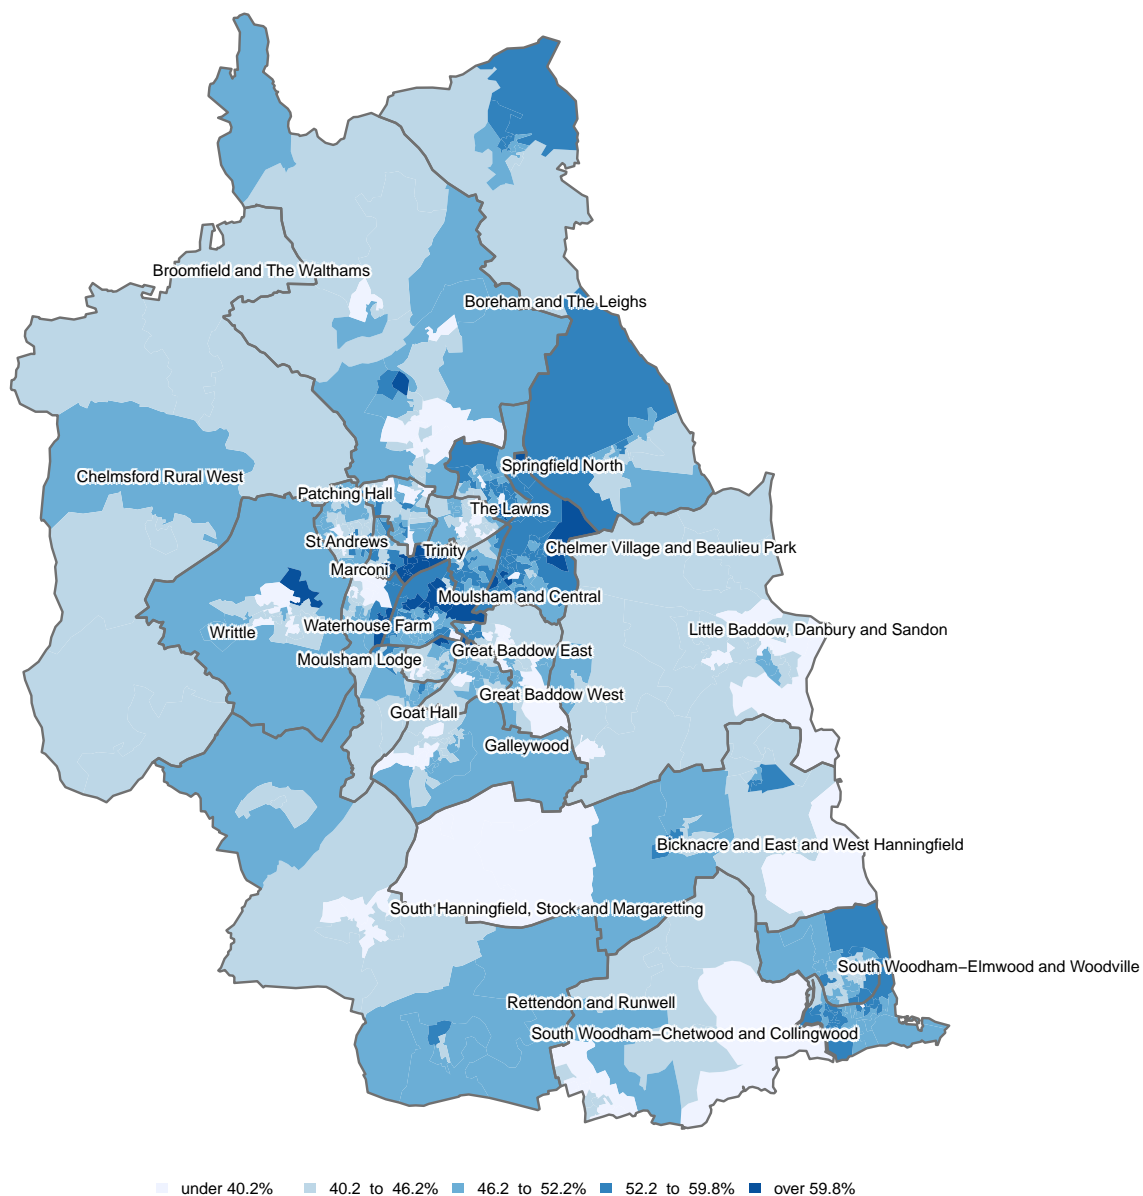 Broomfield and The Walthams
Boreham and The Leighs
Springfield North
Chelmsford Rural West
Patching Hall
The Lawns
St Andrews
Trinity
Chelmer Village and Beaulieu Park
Marconi
Moulsham and Central
Waterhouse Farm
Writtle
Little Baddow, Danbury and Sandon
Great Baddow East
Moulsham Lodge
Great Baddow West
Goat Hall
Galleywood
Bicknacre and East and West Hanningfield
South Hanningfield, Stock and Margaretting
South Woodham−Elmwood and Woodville
Rettendon and Runwell
South Woodham−Chetwood and Collingwood
under 40.2% 40.2 to 46.2% 46.2 to 52.2% 52.2 to 59.8% over 59.8%